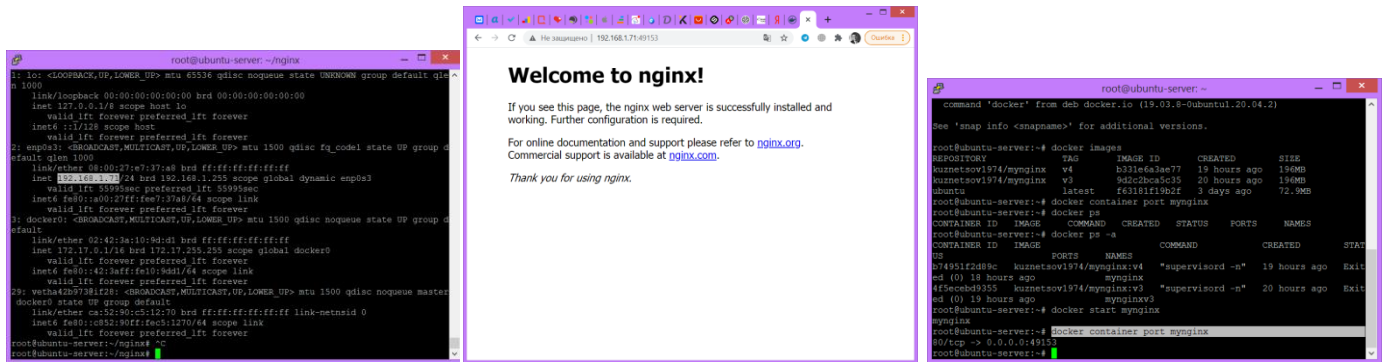 root@ubuntu-server: ~/nginx
1: lo: <LOOPBACK,UP,LOWER_UP> mtu 65536 qdisc noqueue state UNKNOWN group default qle
n 1000
link/loopback 00:00:00:00:00:00 brd 00:00:00:00:00:00
inet 127.0.0.1/8 scope host lo
valid_lft forever preferred_lft forever
inet6 ::1/128 scope host
valid_lft forever preferred_lft forever
2: enp0s3: <BROADCAST,MULTICAST,UP,LOWER_UP> mtu 1500 qdisc fq_codel state UP group d
efault qlen 1000
link/ether 08:00:27:e7:37:a8 brd ff:ff:ff:ff:ff:ff
inet 192.168.1.71/24 brd 192.168.1.255 scope global dynamic enp0s3
valid_lft 55995sec preferred_lft 55995sec
inet6 fe80::a00:27ff:fee7:37a8/64 scope link
valid_lft forever preferred_lft forever
3: docker0: <BROADCAST,MULTICAST,UP,LOWER_UP> mtu 1500 qdisc noqueue state UP group d
efault
link/ether 02:42:3a:10:9d:d1 brd ff:ff:ff:ff:ff:ff
inet 172.17.0.1/16 brd 172.17.255.255 scope global docker0
valid_lft forever preferred_lft forever
inet6 fe80::42:3aff:fe10:9dd1/64 scope link
valid_lft forever preferred_lft forever
29: vetha42b973@if28: <BROADCAST,MULTICAST,UP,LOWER_UP> mtu 1500 qdisc noqueue master
docker0 state UP group default
link/ether ca:52:90:c5:12:70 brd ff:ff:ff:ff:ff:ff link-netnsid 0
inet6 fe80::c852:90ff:fec5:1270/64 scope link
valid_lft forever preferred_lft forever
root@ubuntu-server:~/nginx# ^C
root@ubuntu-server:~/nginx#
Не защищено | 192.168.1.71:49153
Ошибка
Welcome to nginx!
If you see this page, the nginx web server is successfully installed and
working. Further configuration is required.
For online documentation and support please refer to nginx.org.
Commercial support is available at nginx.com.
Thank you for using nginx.
root@ubuntu-server: ~
command 'docker' from deb docker.io (19.03.8-0ubuntu1.20.04.2)
See 'snap info <snapname>' for additional versions.
root@ubuntu-server:~# docker images
REPOSITORY TAG IMAGE ID CREATED SIZE
kuznetsov1974/mynginx v4 b331e6a3ae77 19 hours ago 196MB
kuznetsov1974/mynginx v3 9d2c2bca5c35 20 hours ago 196MB
ubuntu latest f63181f19b2f 3 days ago 72.9MB
root@ubuntu-server:~# docker container port mynginx
root@ubuntu-server:~# docker ps
CONTAINER ID IMAGE COMMAND CREATED STATUS PORTS NAMES
root@ubuntu-server:~# docker ps -a
CONTAINER ID IMAGE COMMAND CREATED STAT
US PORTS NAMES
b74951f2d89c kuznetsov1974/mynginx:v4 "supervisord -n" 19 hours ago Exit
ed (0) 18 hours ago mynginx
4f5ecebd9355 kuznetsov1974/mynginx:v3 "supervisord -n" 20 hours ago Exit
ed (0) 19 hours ago mynginxv3
root@ubuntu-server:~# docker start mynginx
mynginx
root@ubuntu-server:~# docker container port mynginx
80/tcp -> 0.0.0.0:49153
root@ubuntu-server:~#